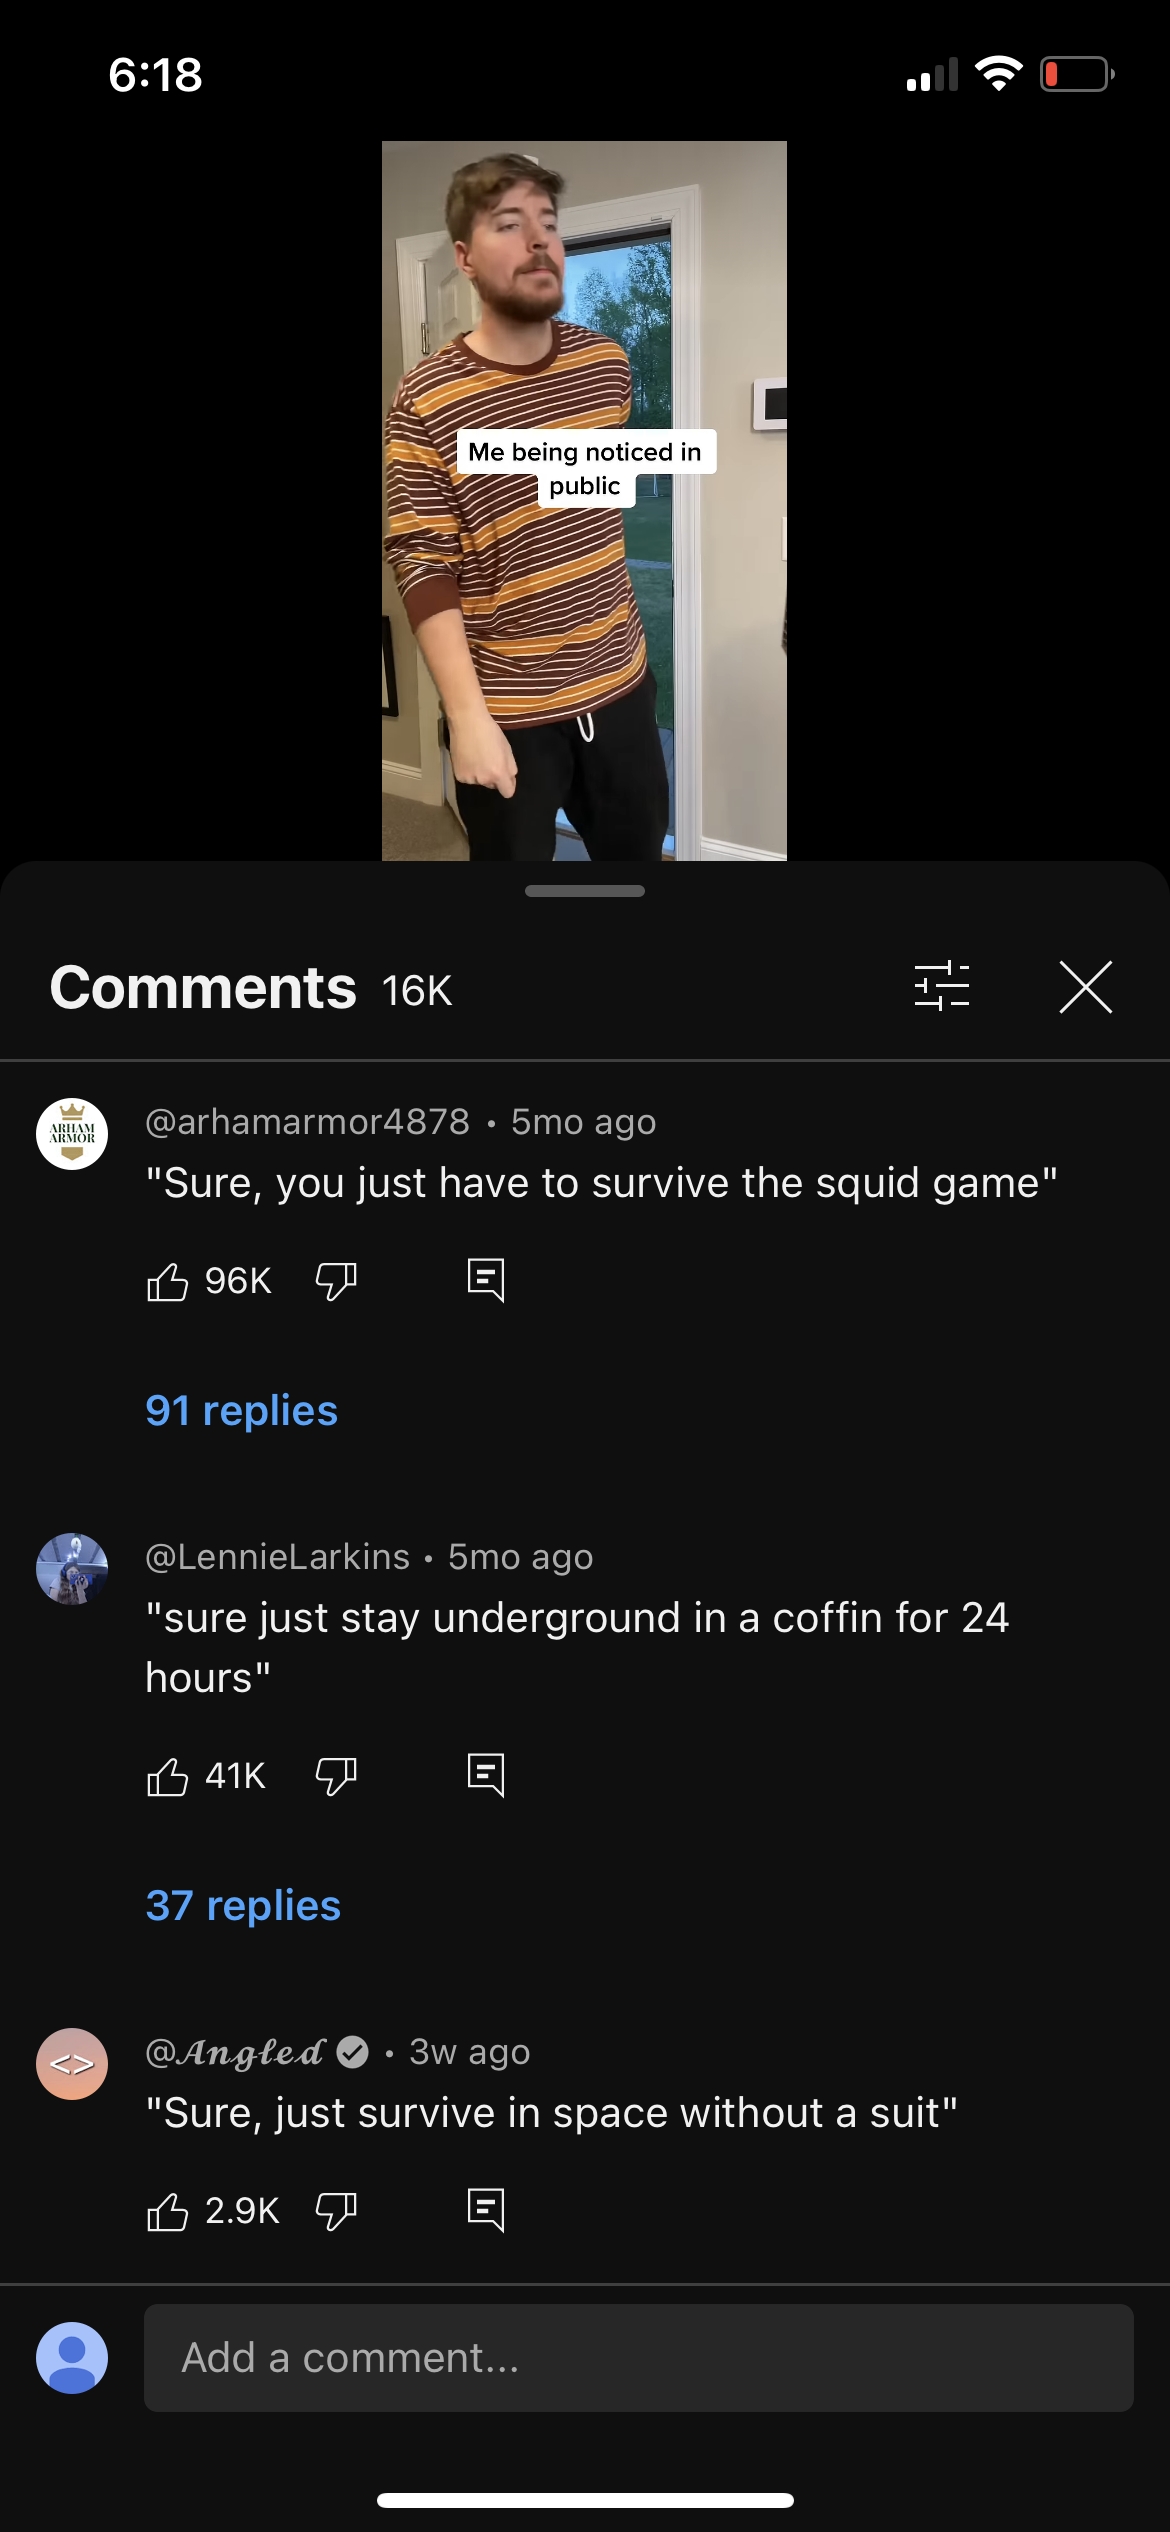 6:18
Me being noticed in
public
Comments 16K
ARHAM
ARMOR
@arhamarmor4878 • 5mo ago
"Sure, you just have to survive the squid game"
96K
91 replies
@LennieLarkins • 5mo ago
"sure just stay underground in a coffin for 24
hours"
41K
37 replies
<>
@𝓐𝓷𝓰𝓵𝓮𝓭 • 3w ago
"Sure, just survive in space without a suit"
2.9K
Add a comment...